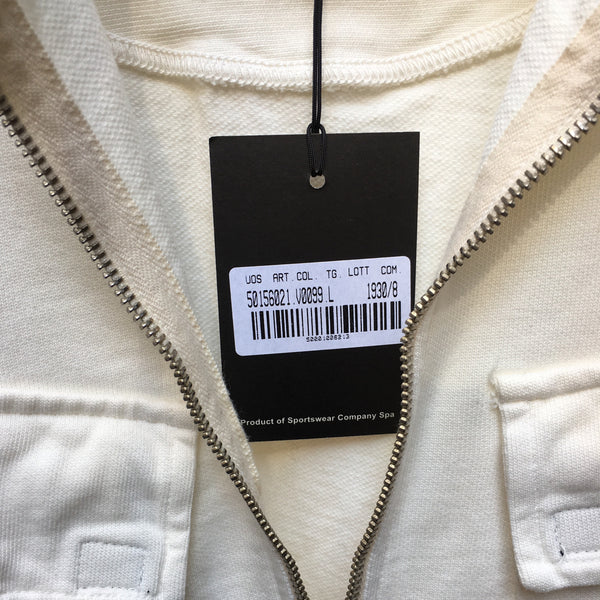 UOS ART.COL. TG. LOTT COM.
50156021.V0099.L 1930/8
Product of Sportswear Company Spa